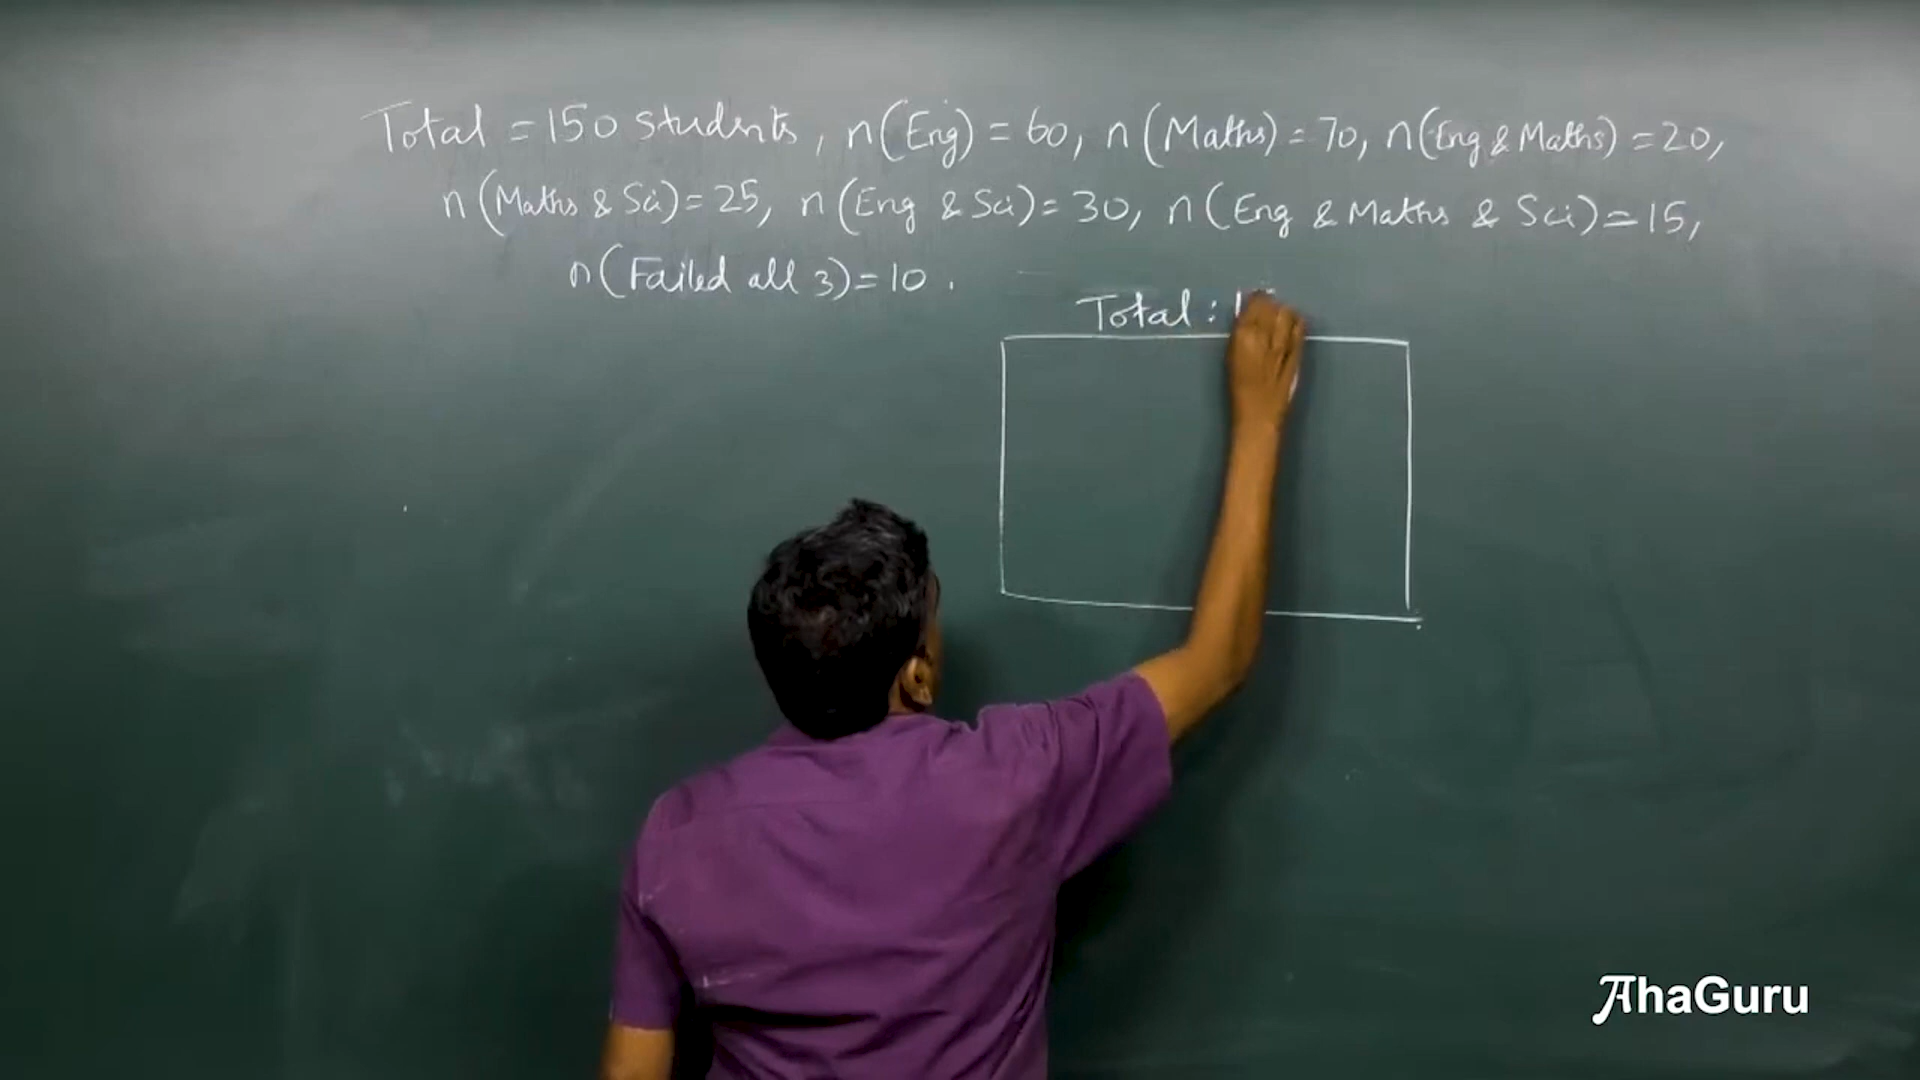 Total = 150 students, n(Eng) = 60, n(Maths) = 70, n(Eng & Maths) = 20,
n(Maths & Sci) = 25, n(Eng & Sci) = 30, n(Eng & Maths & Sci) = 15,
n(Failed all 3) = 10.
Total :
AhaGuru